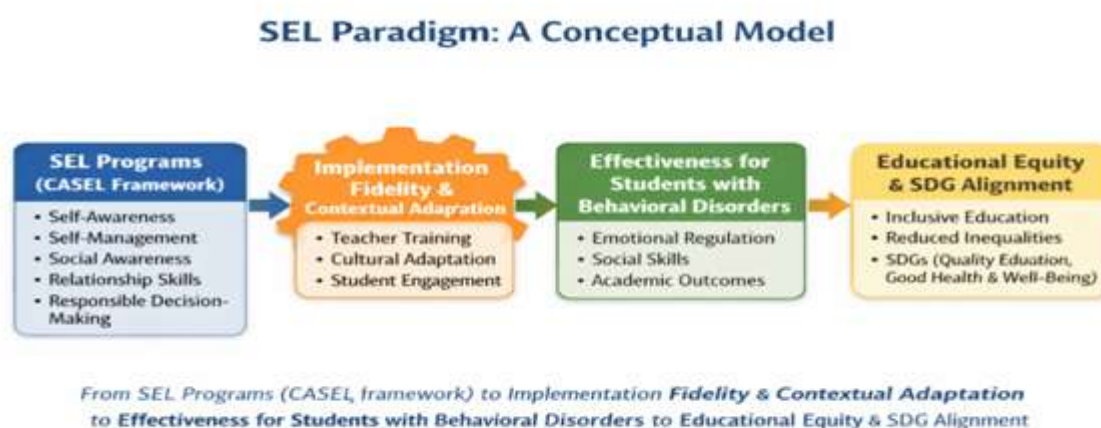 SEL Paradigm: A Conceptual Model
SEL Programs
(CASEL Framework)
• Self-Awareness
• Self-Management
• Social Awareness
• Relationship Skills
• Responsible Decision-
Making
Implementation
Fidelity &
Contextual Adaptation
• Teacher Training
• Cultural Adaptation
• Student Engagement
Effectiveness for
Students with
Behavioral Disorders
• Emotional Regulation
• Social Skills
• Academic Outcomes
Educational Equity
& SDG Alignment
• Inclusive Education
• Reduced Inequalities
• SDGs (Quality Eduation,
Good Health & Well-Being)
From SEL Programs (CASEL framework) to Implementation Fidelity & Contextual Adaptation
to Effectiveness for Students with Behavioral Disorders to Educational Equity & SDG Alignment